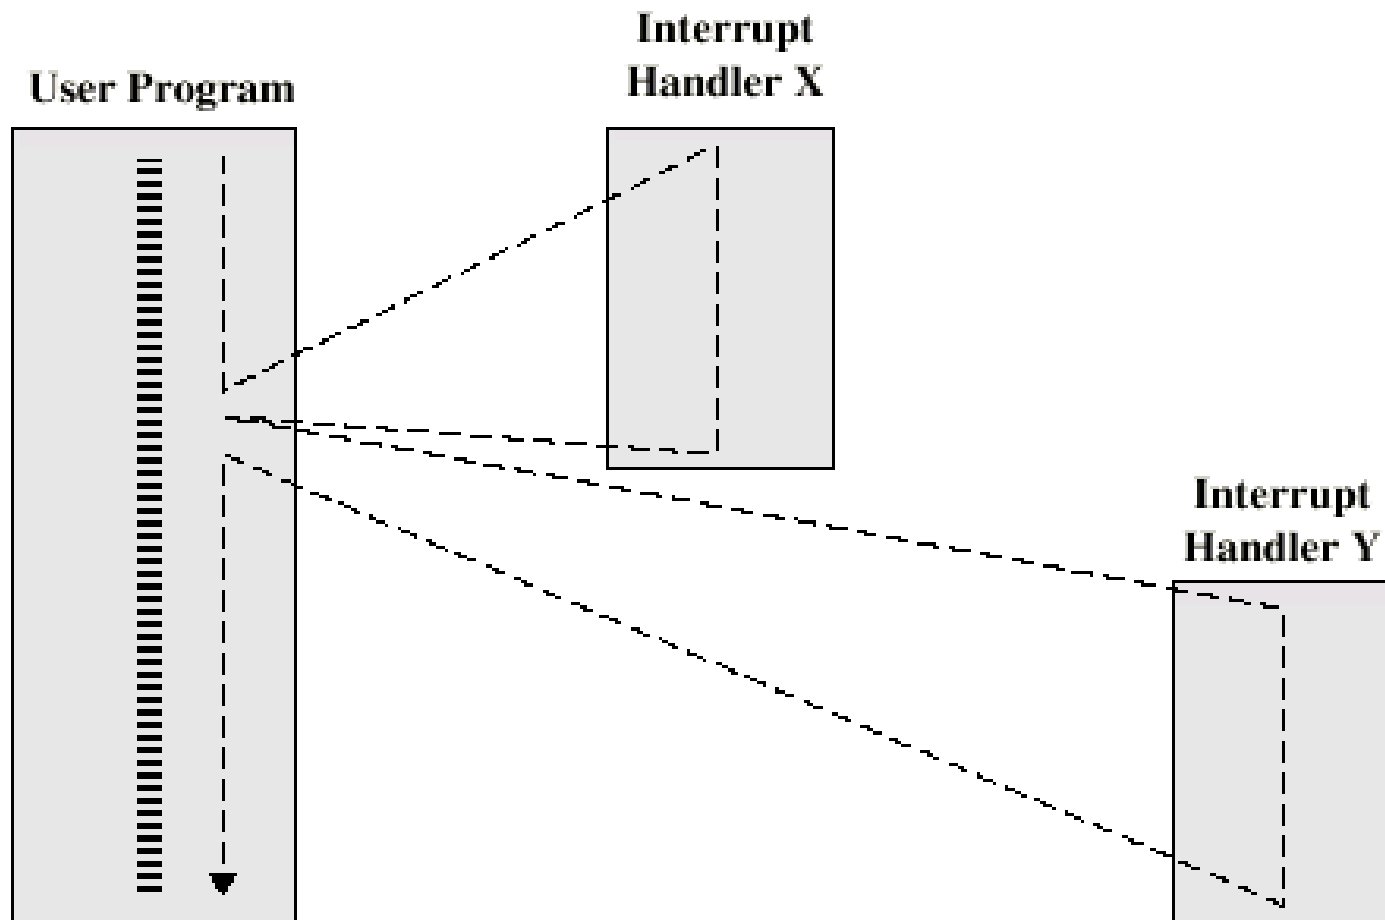 User Program
Interrupt
Handler X
Interrupt
Handler Y